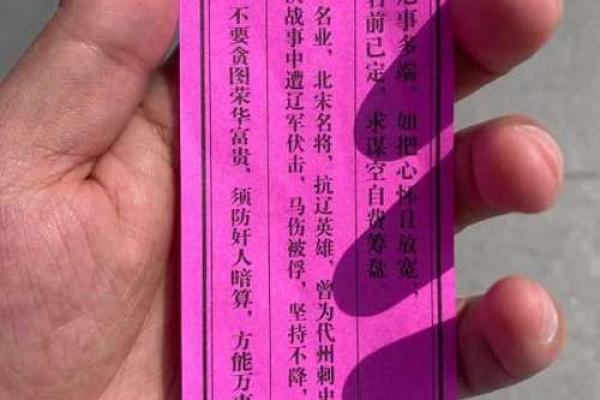 事多端，如把心怀且放宽，
前已定，求谋空自费筹盘。
名业，北宋名将，抗辽英雄，曾为代州刺史
战事中遭辽军伏击，马伤被俘，坚持不降，
不要贪图荣华富贵，须防奸人暗算，方能万事